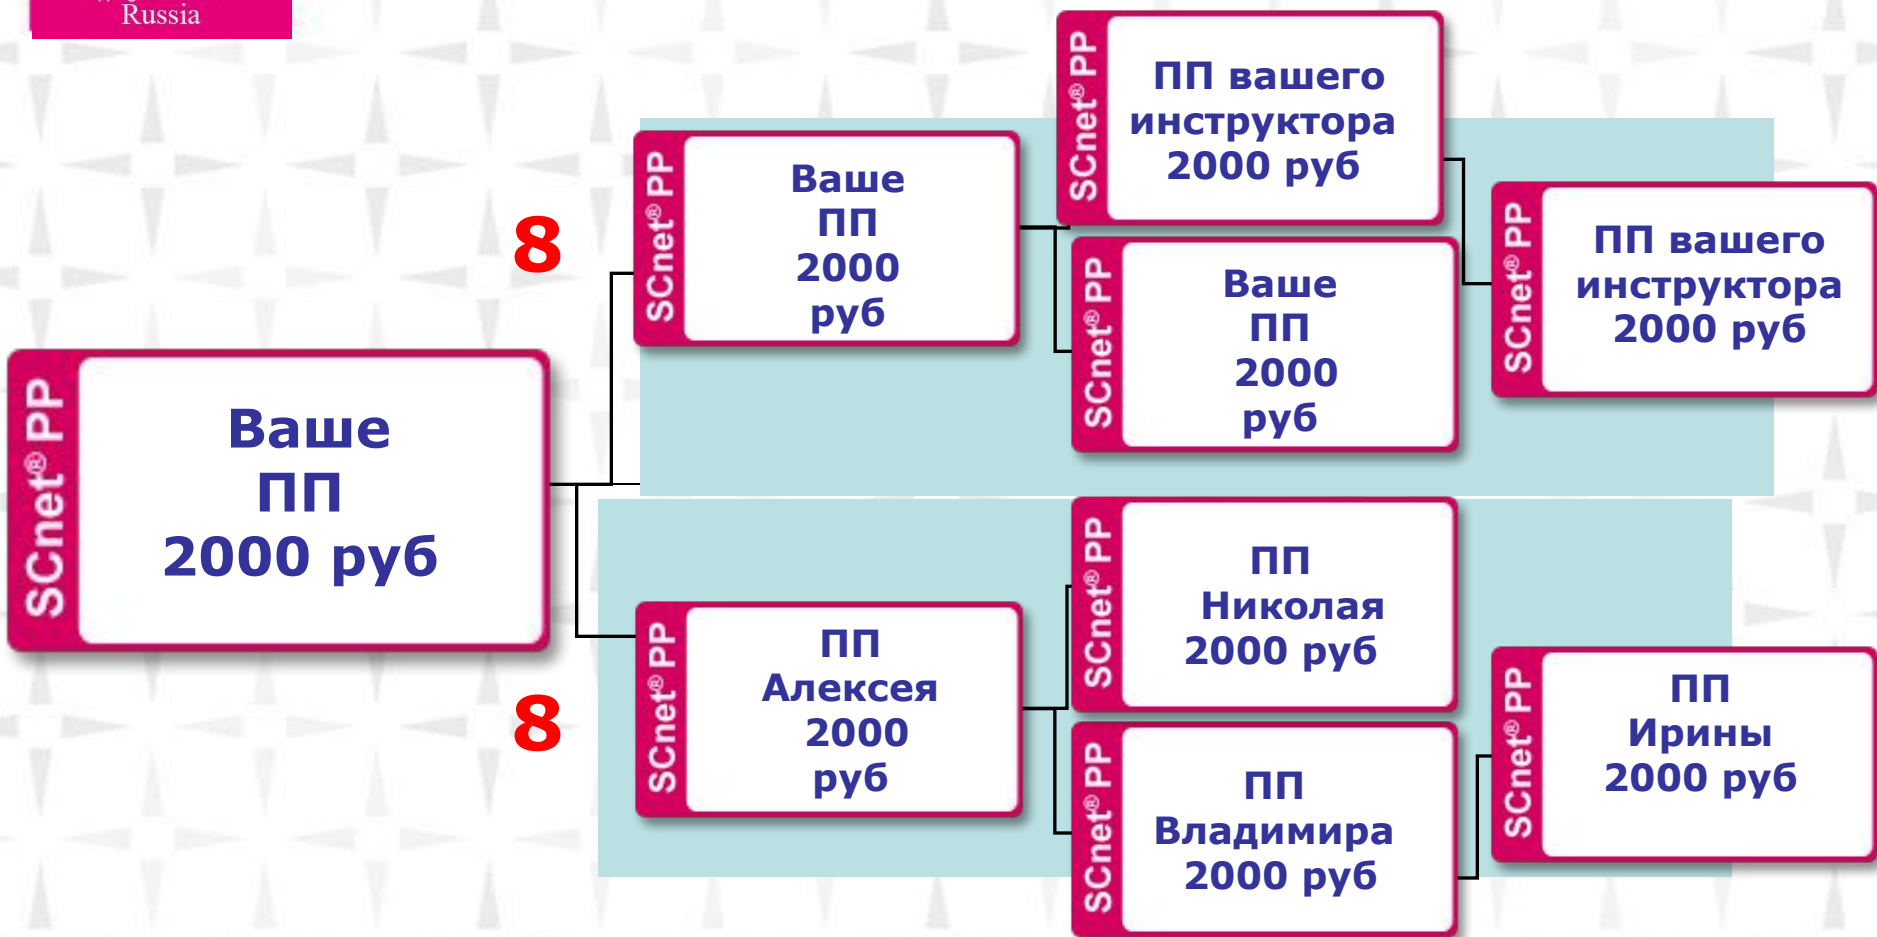 Russia
SCnet® PP
Ваше
ПП
2000 руб
8
SCnet® PP
Ваше
ПП
2000
руб
SCnet® PP
ПП вашего
инструктора
2000 руб
SCnet® PP
Ваше
ПП
2000
руб
SCnet® PP
ПП вашего
инструктора
2000 руб
8
SCnet® PP
ПП
Алексея
2000
руб
SCnet® PP
ПП
Николая
2000 руб
SCnet® PP
ПП
Владимира
2000 руб
SCnet® PP
ПП
Ирины
2000 руб